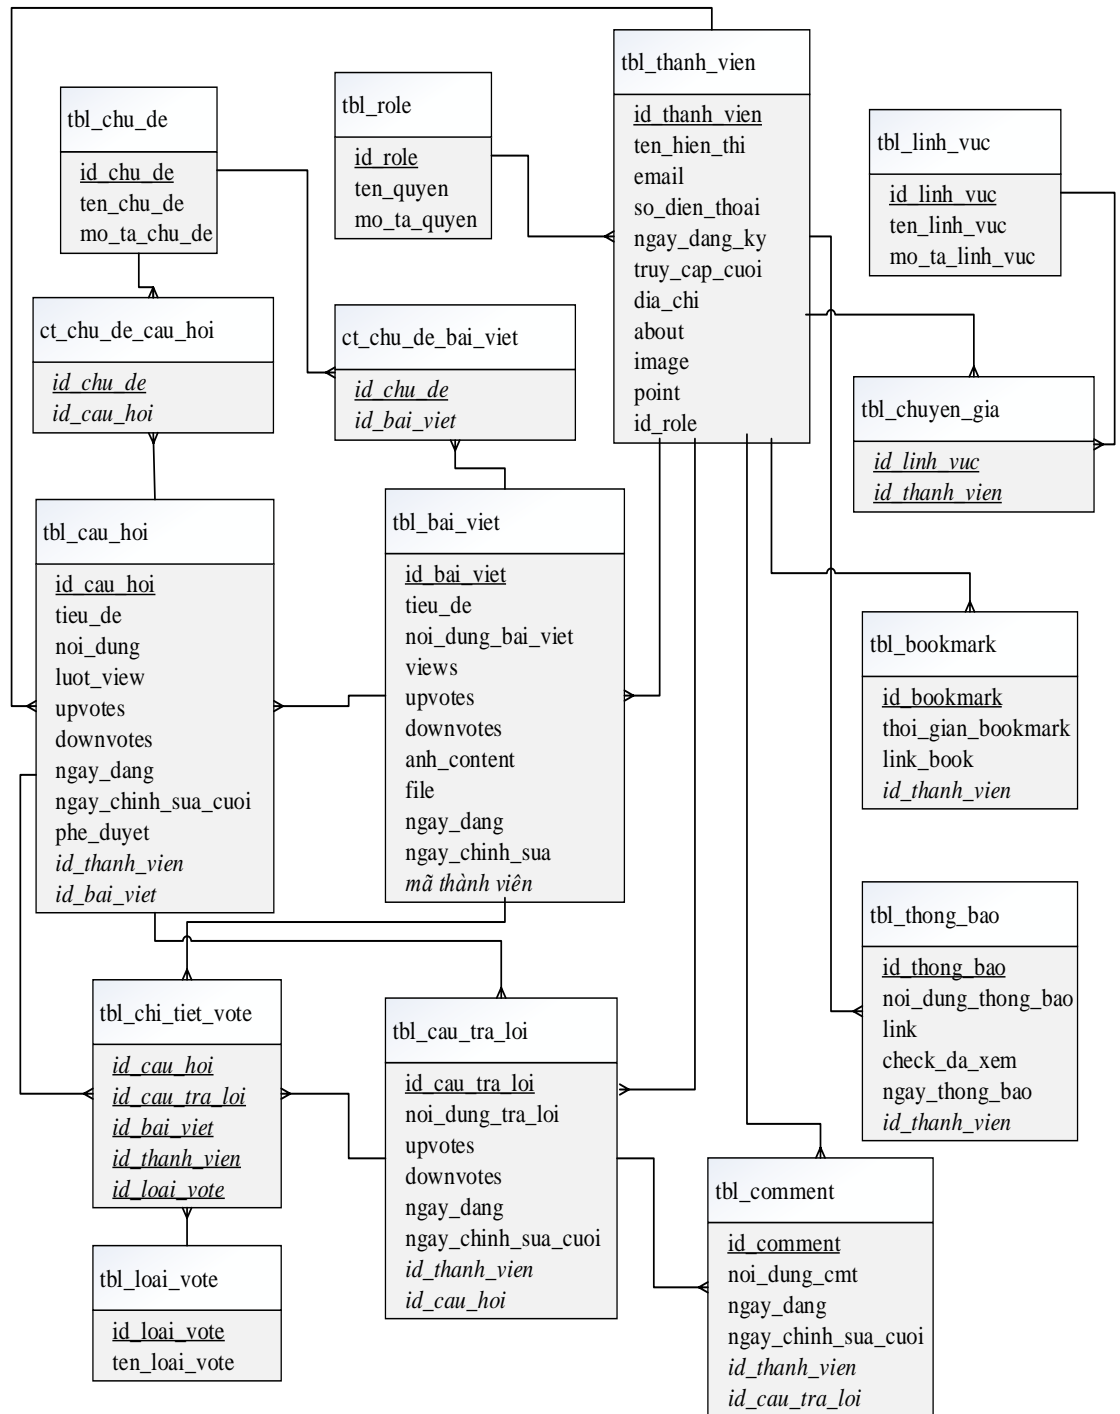 tbl_thanh_vien
id_thanh_vien
ten_hien_thi
email
so_dien_thoai
ngay_dang_ky
truy_cap_cuoi
dia_chi
about
image
point
id_role
tbl_chu_de
id_chu_de
ten_chu_de
mo_ta_chu_de
tbl_role
id_role
ten_quyen
mo_ta_quyen
tbl_linh_vuc
id_linh_vuc
ten_linh_vuc
mo_ta_linh_vuc
ct_chu_de_cau_hoi
id_chu_de
id_cau_hoi
ct_chu_de_bai_viet
id_chu_de
id_bai_viet
tbl_chuyen_gia
id_linh_vuc
id_thanh_vien
tbl_cau_hoi
id_cau_hoi
tieu_de
noi_dung
luot_view
upvotes
downvotes
ngay_dang
ngay_chinh_sua_cuoi
phe_duyet
id_thanh_vien
id_bai_viet
tbl_bai_viet
id_bai_viet
tieu_de
noi_dung_bai_viet
views
upvotes
downvotes
anh_content
file
ngay_dang
ngay_chinh_sua
mã thành viên
tbl_bookmark
id_bookmark
thoi_gian_bookmark
link_book
id_thanh_vien
tbl_thong_bao
id_thong_bao
noi_dung_thong_bao
link
check_da_xem
ngay_thong_bao
id_thanh_vien
tbl_chi_tiet_vote
id_cau_hoi
id_cau_tra_loi
id_bai_viet
id_thanh_vien
id_loai_vote
tbl_cau_tra_loi
id_cau_tra_loi
noi_dung_tra_loi
upvotes
downvotes
ngay_dang
ngay_chinh_sua_cuoi
id_thanh_vien
id_cau_hoi
tbl_comment
id_comment
noi_dung_cmt
ngay_dang
ngay_chinh_sua_cuoi
id_thanh_vien
id_cau_tra_loi
tbl_loai_vote
id_loai_vote
ten_loai_vote